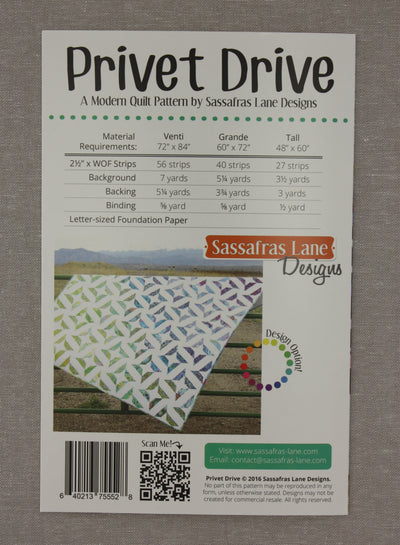 Privet Drive
A Modern Quilt Pattern by Sassafras Lane Designs
Material Requirements: Venti 72" x 84" Grande 60" x 72" Tall 48" x 60"
2½" x WOF Strips 56 strips 40 strips 27 strips
Background 7 yards 5¼ yards 3½ yards
Backing 5¼ yards 3¾ yards 3 yards
Binding ⅝ yard ⅝ yard ½ yard
Letter-sized Foundation Paper
Sassafras Lane
Designs
Design Option!
Scan Me!
Visit: www.sassafras-lane.com
Email: contact@sassafras-lane.com
Privet Drive © 2016 Sassafras Lane Designs.
No part of this pattern may be reproduced in any
form, unless otherwise stated. Designs may not be
created for commercial resale. All rights reserved.
6 40213 75552 8